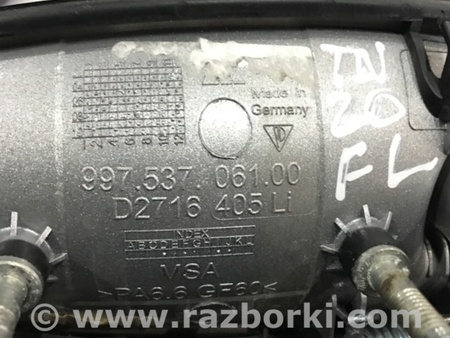 Made in
Germany
997.537.061.00
D2716 405 Li
INDEX
MSA
>PA6.6 GF60<
20
FL
www.razborki.com